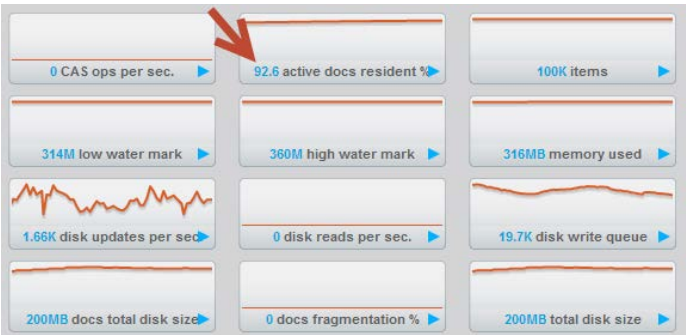 0 CAS ops per sec.
92.6 active docs resident %
100K items
314M low water mark
360M high water mark
316MB memory used
1.66K disk updates per sec
0 disk reads per sec.
19.7K disk write queue
200MB docs total disk size
0 docs fragmentation %
200MB total disk size